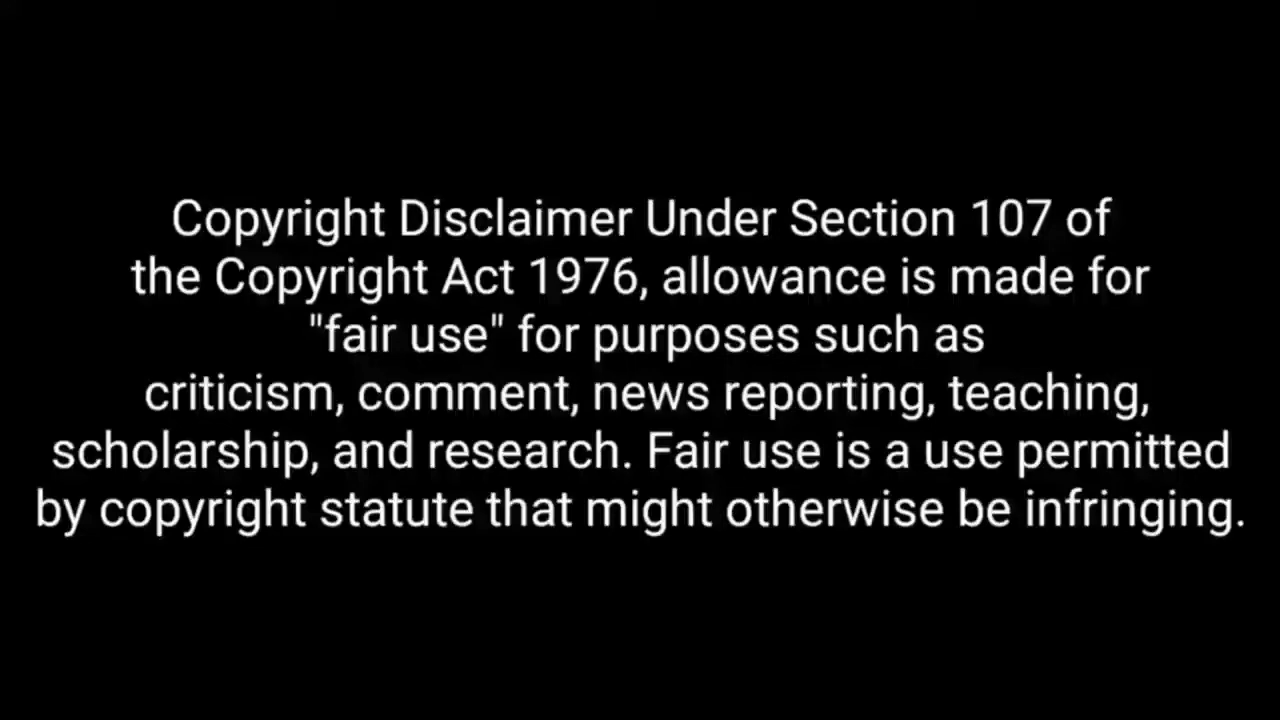 Copyright Disclaimer Under Section 107 of
the Copyright Act 1976, allowance is made for
"fair use" for purposes such as
criticism, comment, news reporting, teaching,
scholarship, and research. Fair use is a use permitted
by copyright statute that might otherwise be infringing.